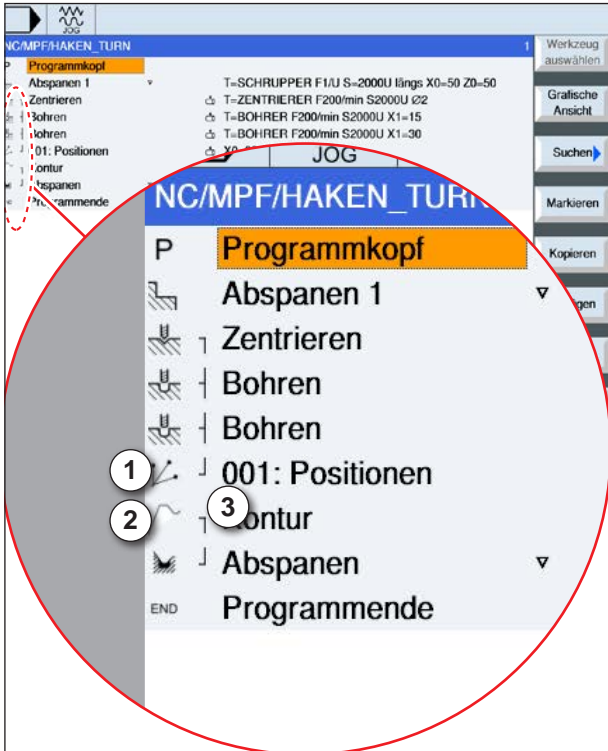 JOG
NC/MPF/HAKEN_TURN 1
P Programmkopf
Abspanen 1 T=SCHRUPPER F1/U S=2000U längs X0=50 Z0=50
Zentrieren T=ZENTRIERER F200/min S2000U Ø2
Bohren T=BOHRER F200/min S2000U X1=15
Bohren T=BOHRER F200/min S2000U X1=30
001: Positionen
Kontur
Abspanen
Programmende
Werkzeug
auswählen
Grafische
Ansicht
Suchen
Markieren
Kopieren
JOG
NC/MPF/HAKEN_TURN
P Programmkopf
Abspanen 1
Zentrieren
Bohren
Bohren
1 001: Positionen
2 3 Kontur
Abspanen
END Programmende